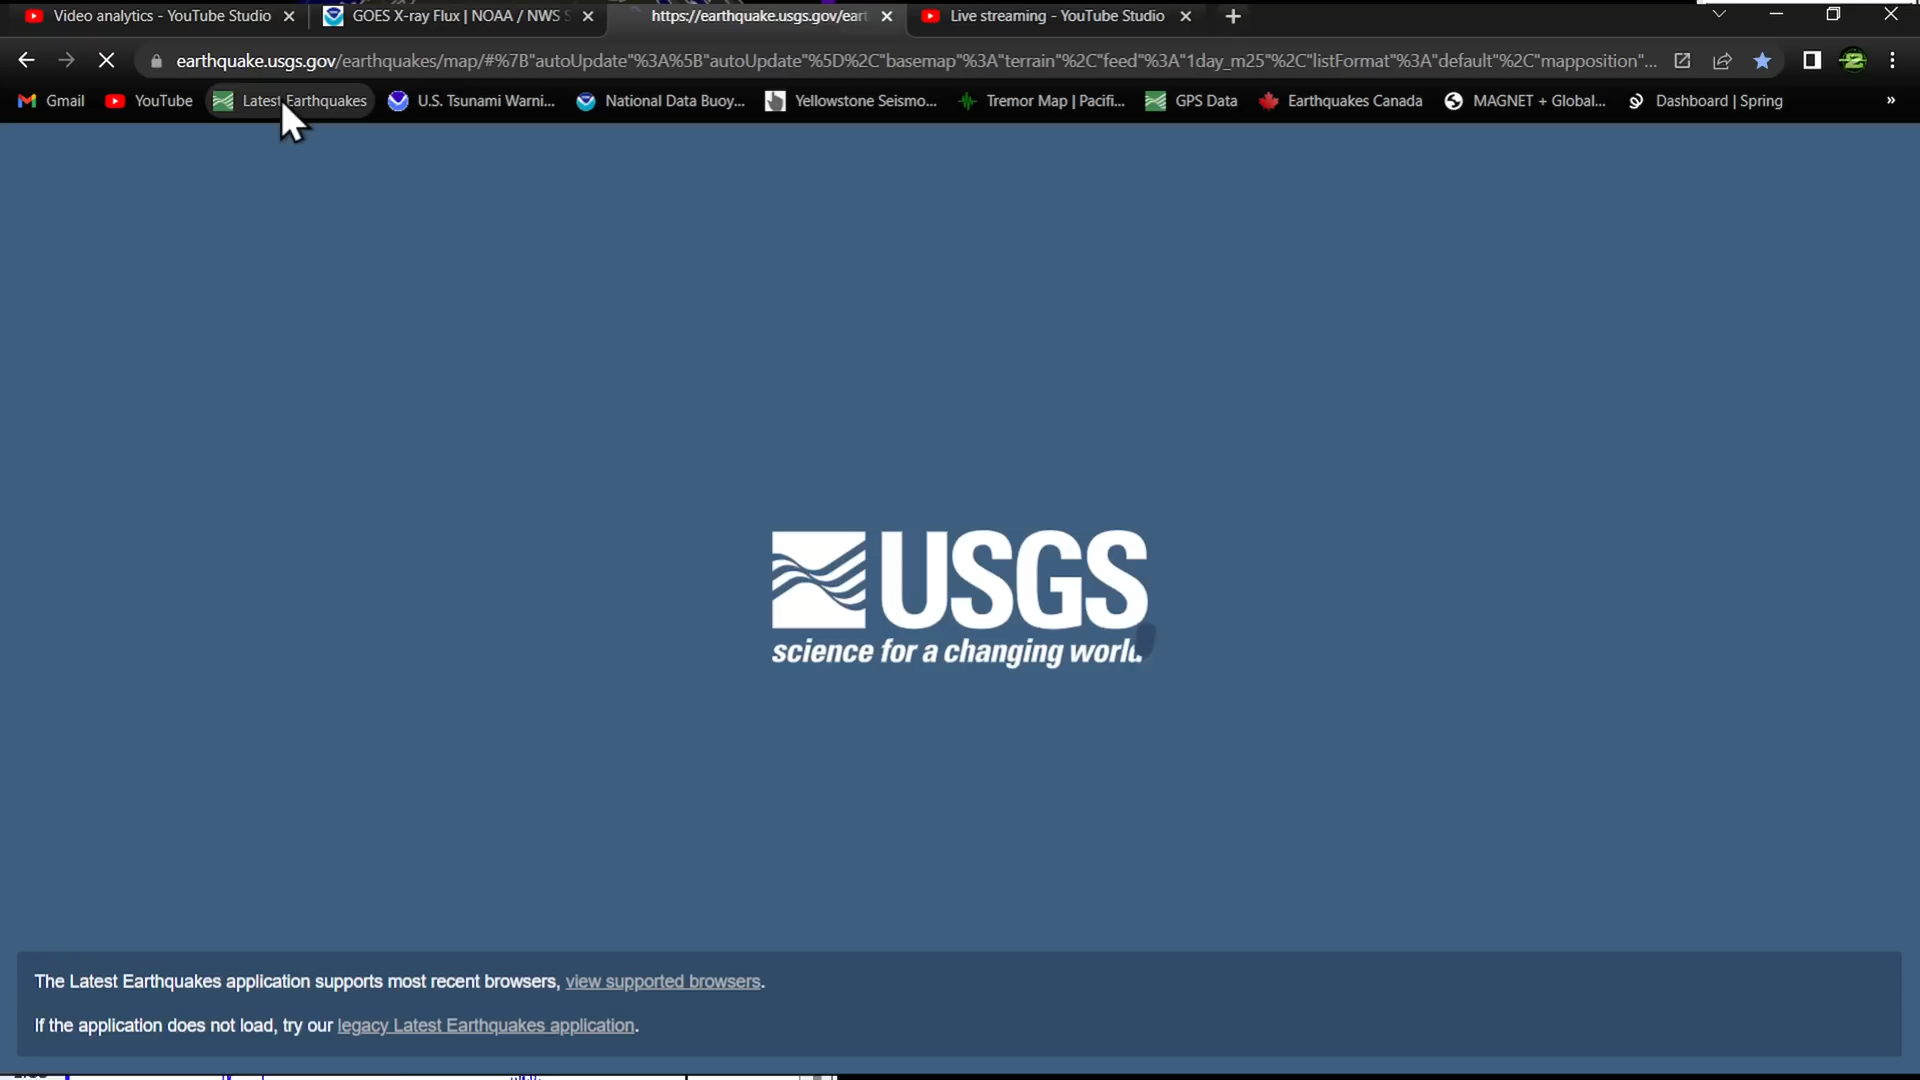 Video analytics - YouTube Studio
GOES X-ray Flux | NOAA / NWS S
https://earthquake.usgs.gov/eart
Live streaming - YouTube Studio
earthquake.usgs.gov/earthquakes/map/#%7B"autoUpdate"%3A%5B"autoUpdate"%5D%2C"basemap"%3A"terrain"%2C"feed"%3A"1day_m25"%2C"listFormat"%3A"default"%2C"mapposition"...
Gmail
YouTube
Latest Earthquakes
U.S. Tsunami Warni...
National Data Buoy...
Yellowstone Seismo...
Tremor Map | Pacifi...
GPS Data
Earthquakes Canada
MAGNET + Global...
Dashboard | Spring
»
USGS
science for a changing world
The Latest Earthquakes application supports most recent browsers, view supported browsers.
If the application does not load, try our legacy Latest Earthquakes application.